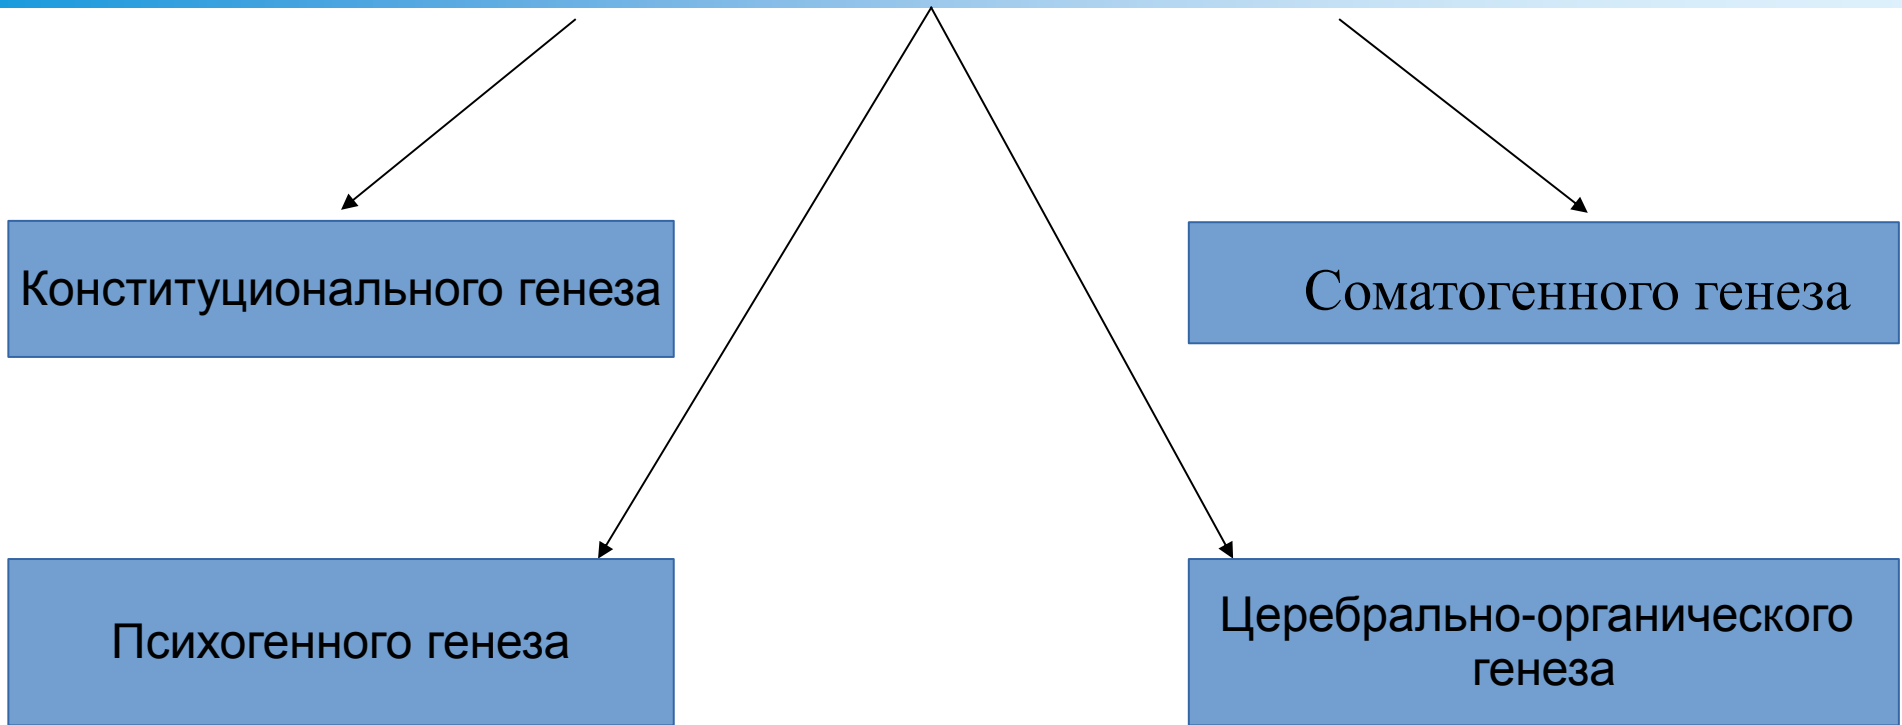 Конституционального генеза
Соматогенного генеза
Психогенного генеза
Церебрально-органического
генеза